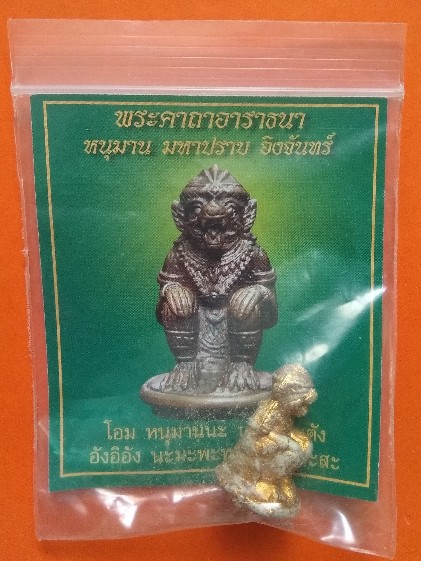 พระคาถาอาราธนา
หนุมาน มหาปราบ อิงจันทร์
โอม หนุมานนะ
อังอิอัง นะมะพะ